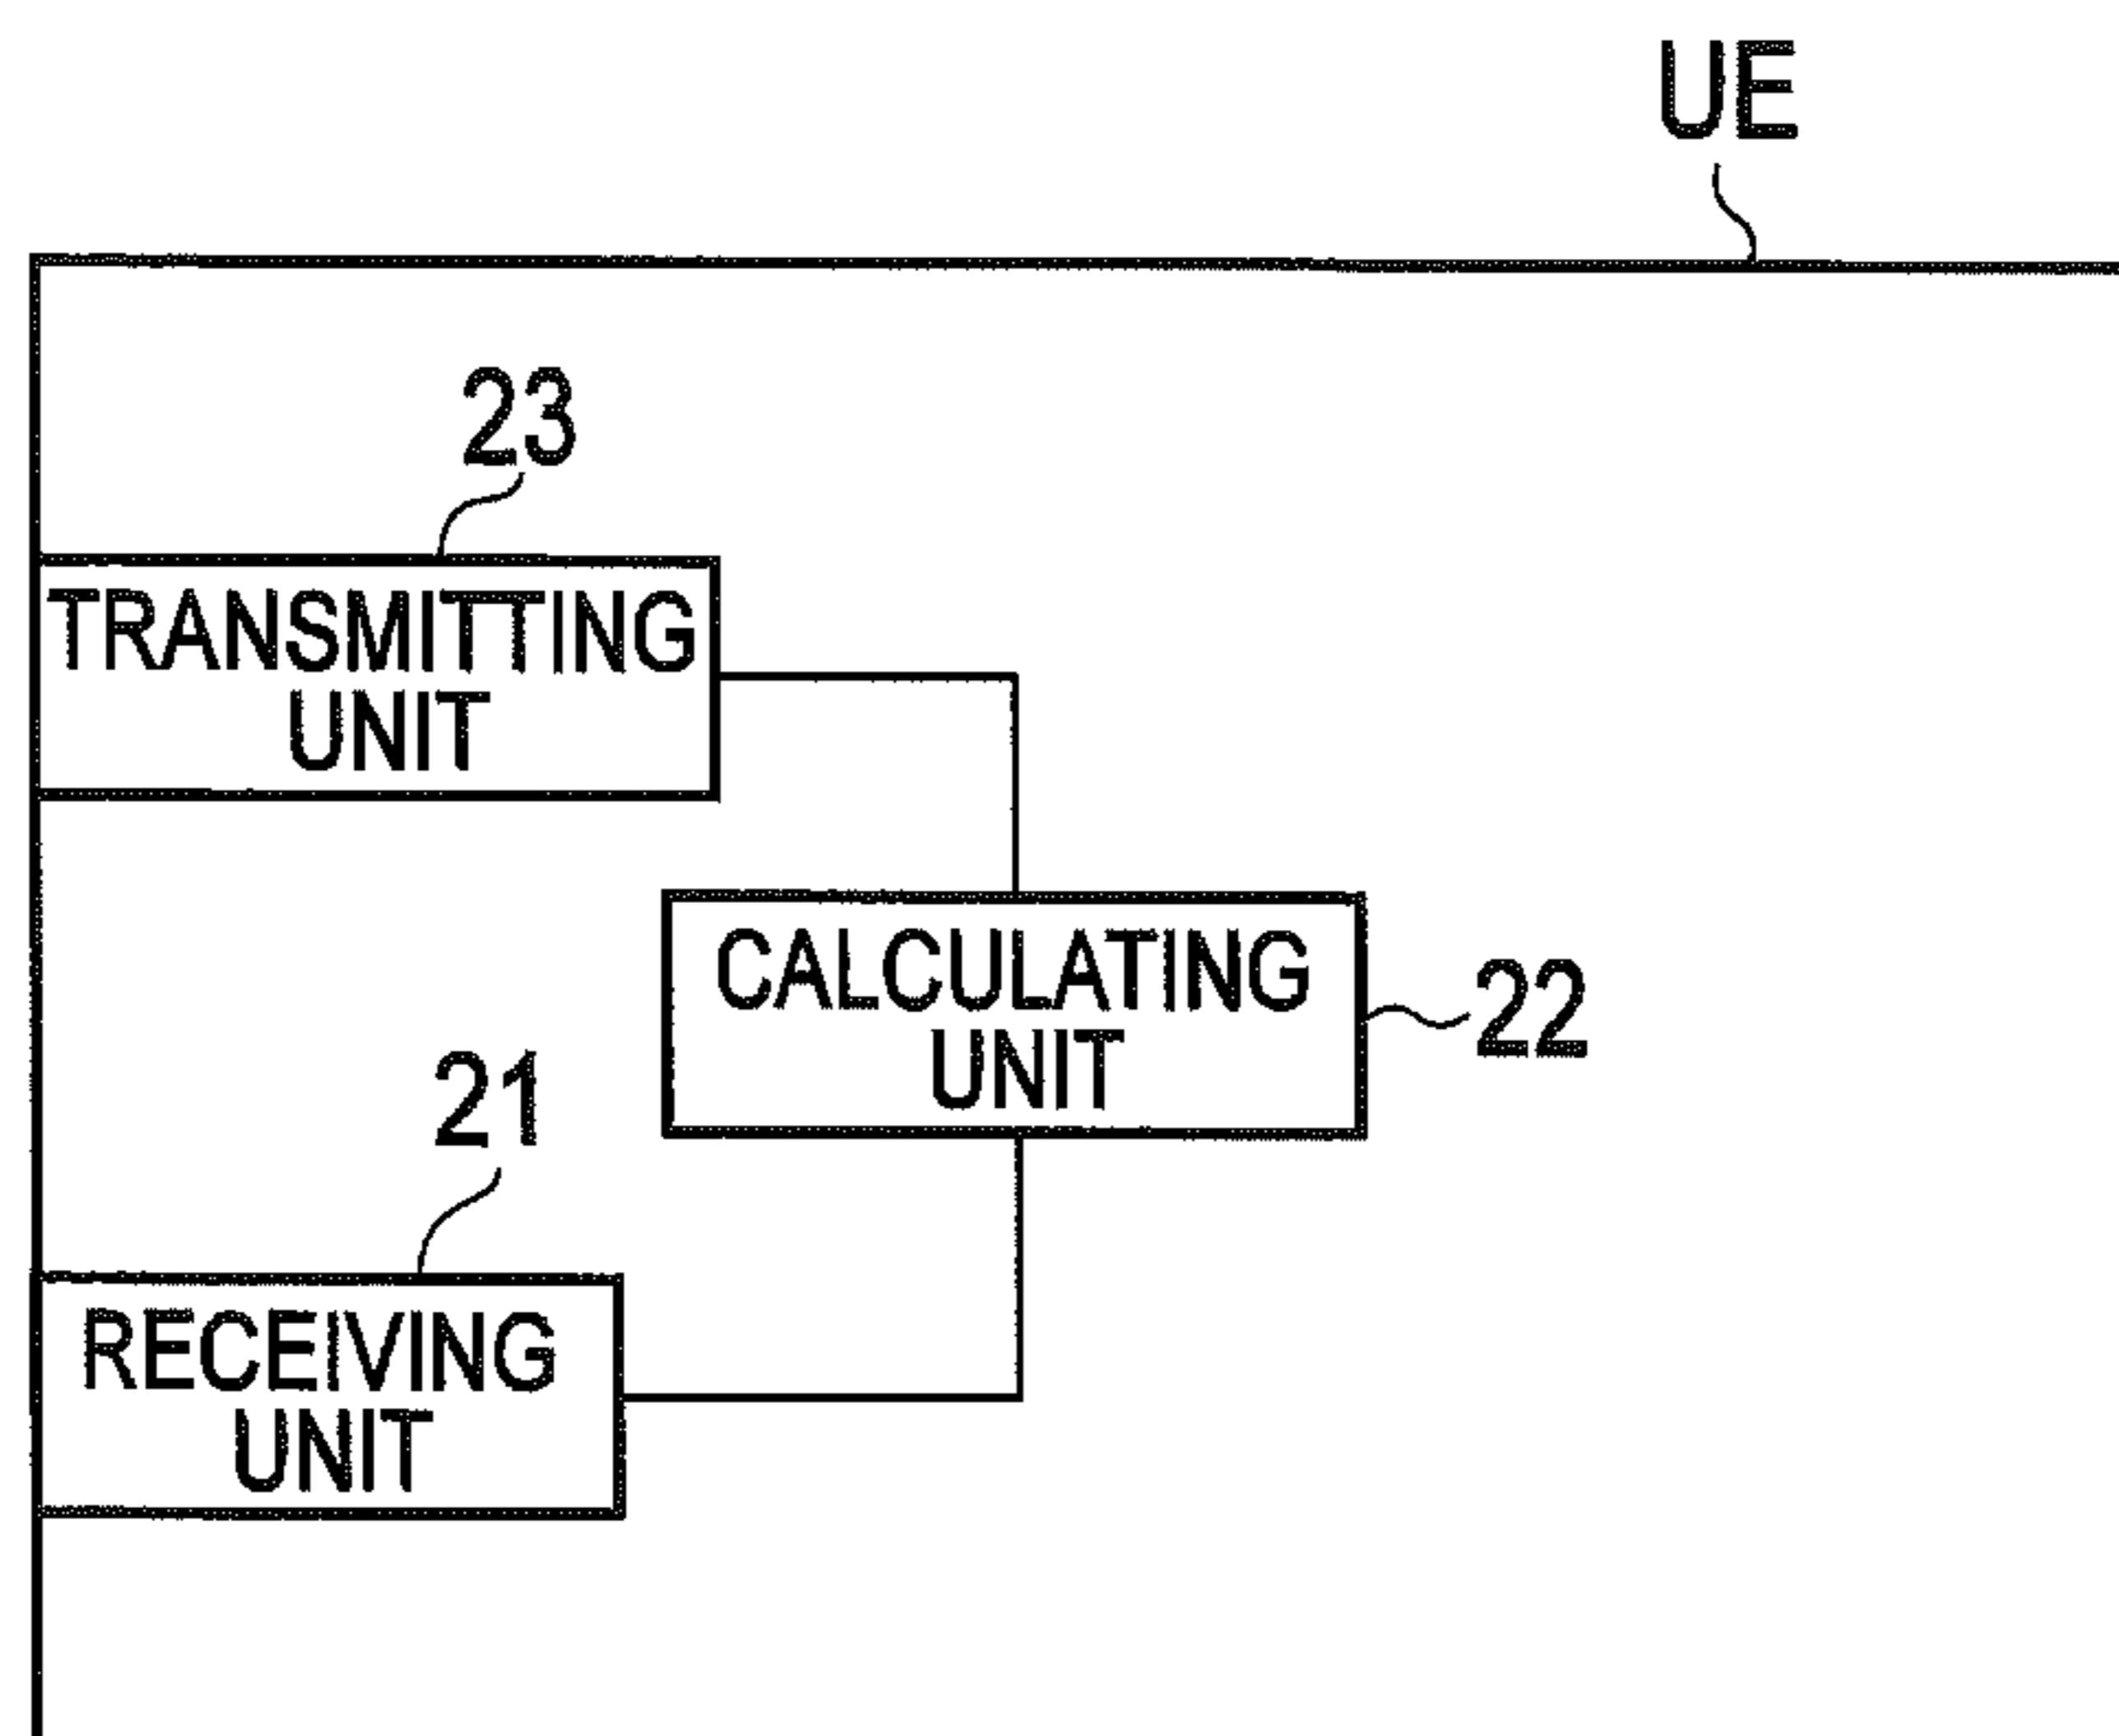 UE
23
TRANSMITTING
UNIT
CALCULATING
UNIT
22
21
RECEIVING
UNIT